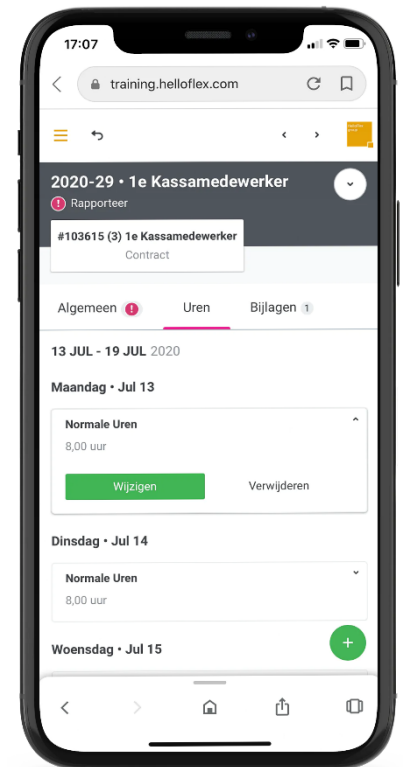 17:07
training.helloflex.com
2020-29 • 1e Kassamedewerker
! Rapporteer
#103615 (3) 1e Kassamedewerker
Contract
Algemeen ! Uren Bijlagen 1
13 JUL - 19 JUL 2020
Maandag • Jul 13
Normale Uren
8,00 uur
Wijzigen Verwijderen
Dinsdag • Jul 14
Normale Uren
8,00 uur
Woensdag • Jul 15
+